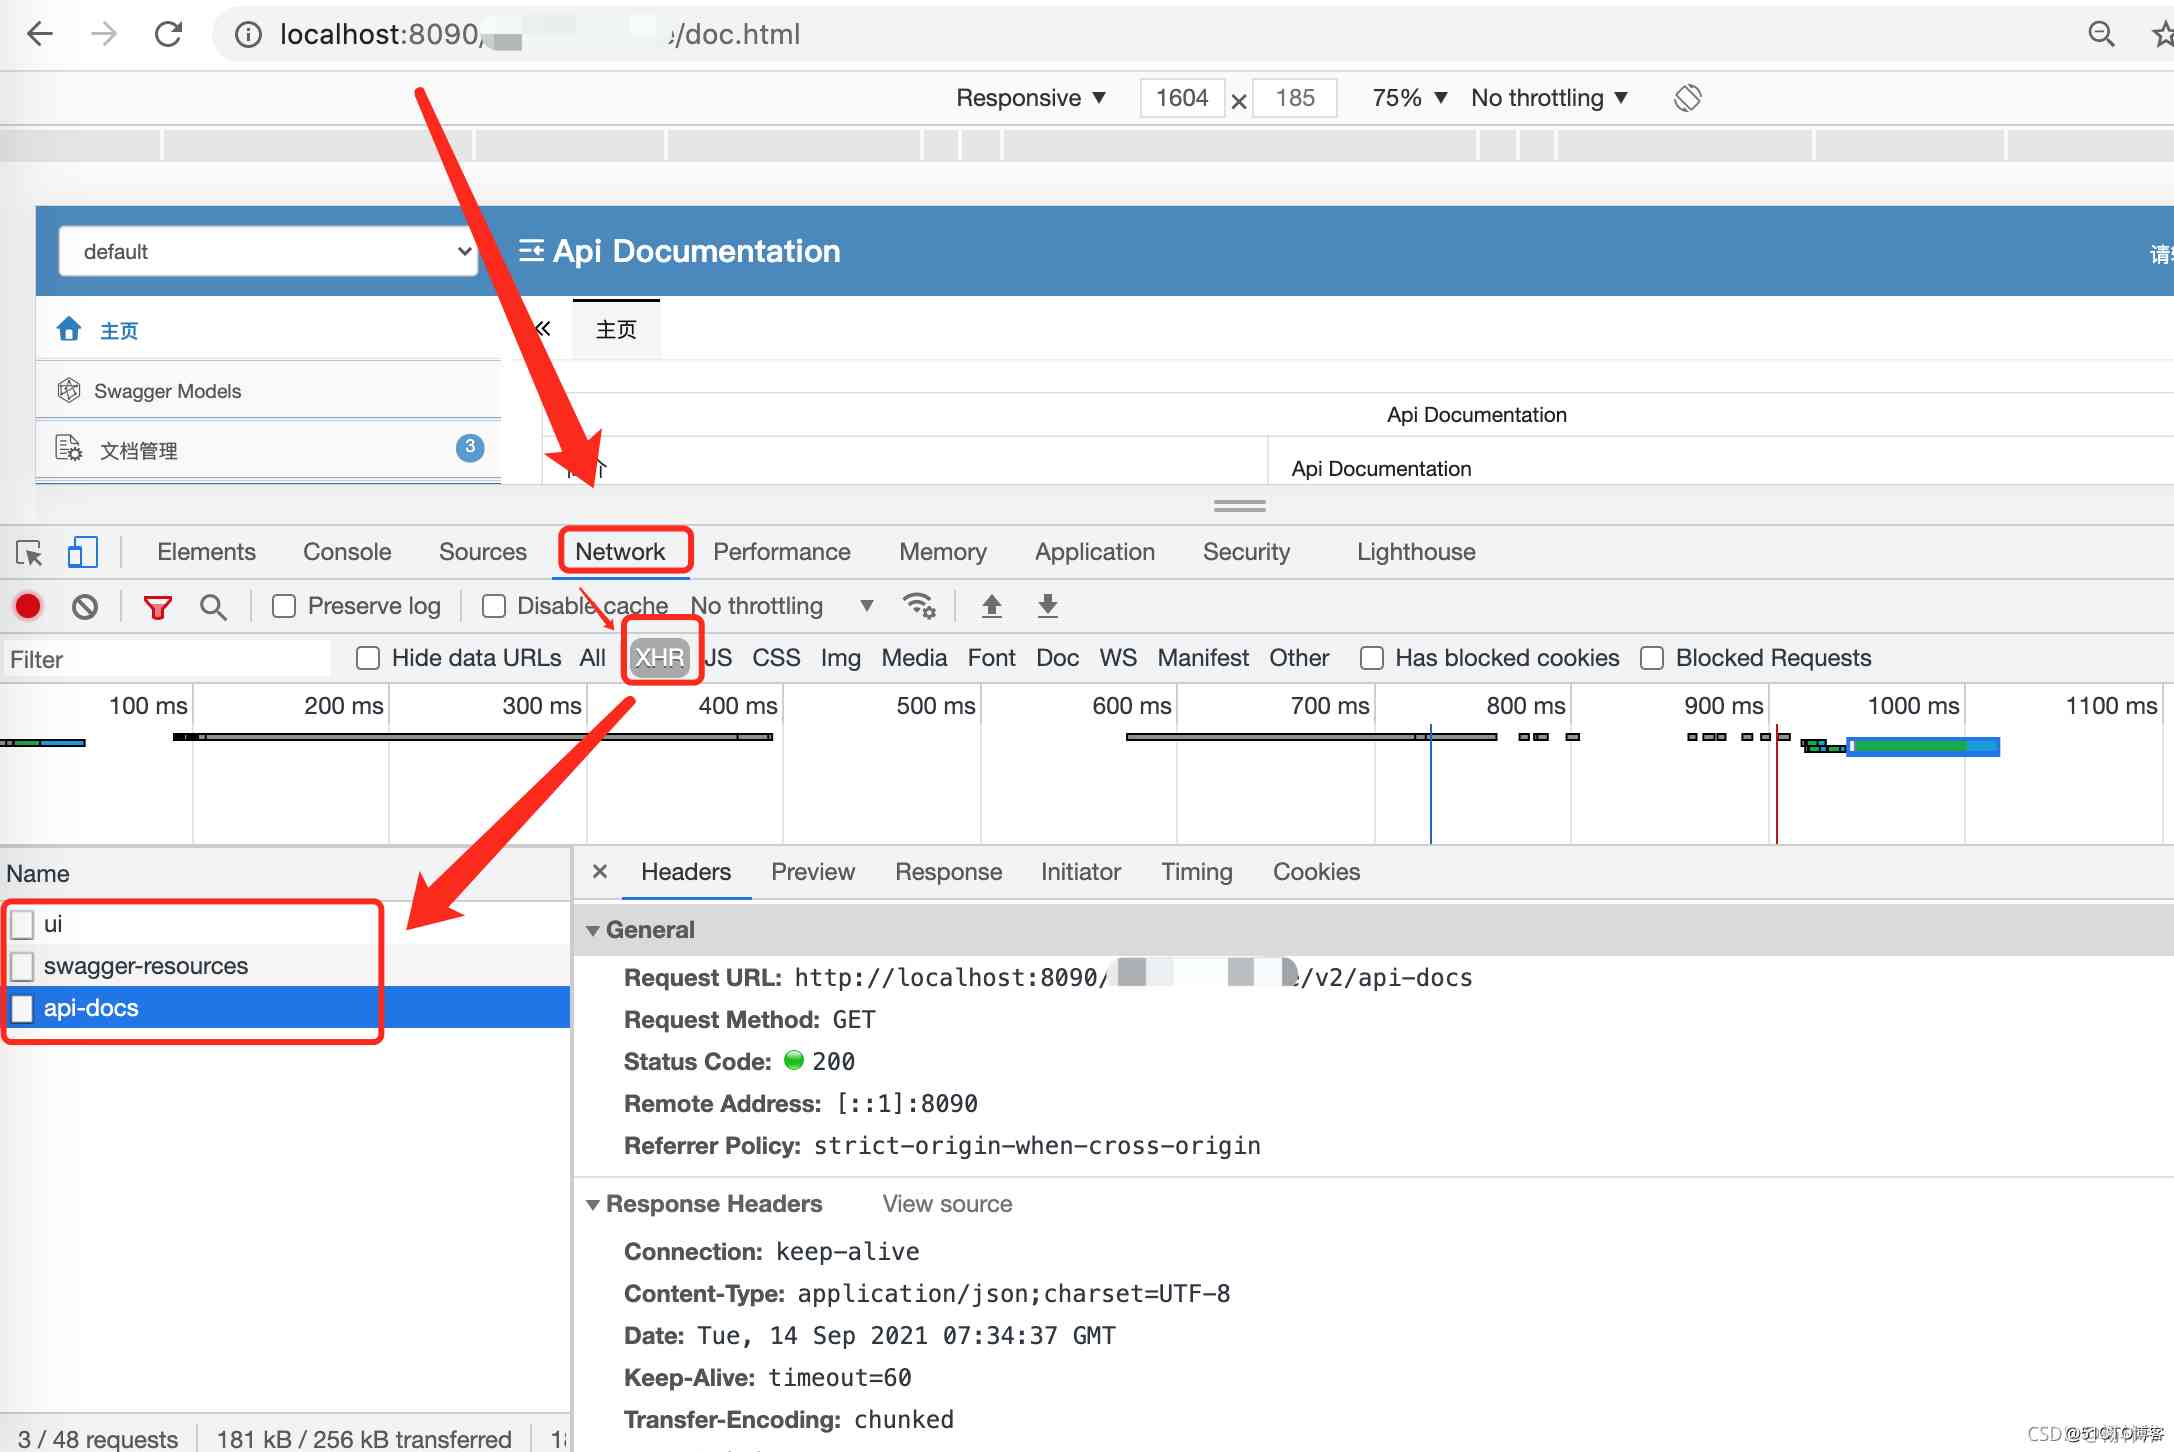 localhost:8090/ /doc.html
Responsive ▼ 1604 × 185 75% ▼ No throttling ▼
default Api Documentation 请
主页 主页
Swagger Models
Api Documentation
文档管理 3
Api Documentation
Elements Console Sources Network Performance Memory Application Security Lighthouse
Preserve log Disable cache No throttling ▼
Filter Hide data URLs All XHR JS CSS Img Media Font Doc WS Manifest Other Has blocked cookies Blocked Requests
100 ms 200 ms 300 ms 400 ms 500 ms 600 ms 700 ms 800 ms 900 ms 1000 ms 1100 ms
Name × Headers Preview Response Initiator Timing Cookies
ui
swagger-resources
api-docs
General
Request URL: http://localhost:8090/ /v2/api-docs
Request Method: GET
Status Code: 200
Remote Address: [::1]:8090
Referrer Policy: strict-origin-when-cross-origin
Response Headers View source
Connection: keep-alive
Content-Type: application/json;charset=UTF-8
Date: Tue, 14 Sep 2021 07:34:37 GMT
Keep-Alive: timeout=60
Transfer-Encoding: chunked
3 / 48 requests 181 kB / 256 kB transferred
@51CTO博客